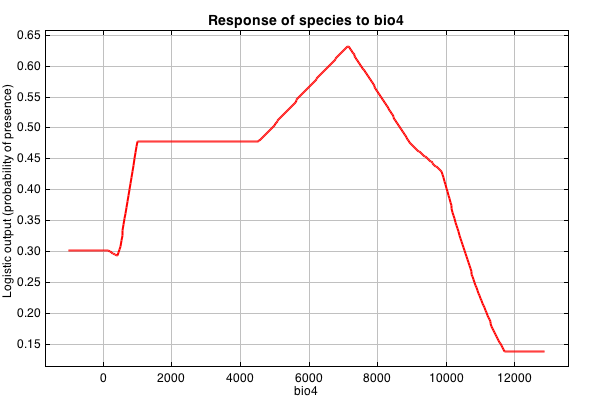 Response of species to bio4
Logistic output (probability of presence)
0.65
0.60
0.55
0.50
0.45
0.40
0.35
0.30
0.25
0.20
0.15
0 2000 4000 6000 8000 10000 12000
bio4